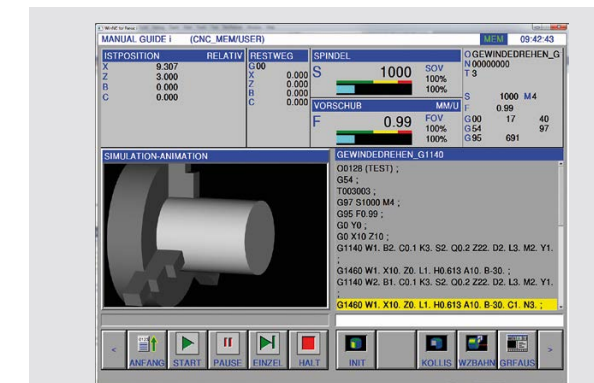 MANUAL GUIDE i (CNC_MEM/USER) MEM 09:42:43
ISTPOSITION RELATIV
X 9.307
Z 3.000
B 0.000
C 0.000
RESTWEG
G00
X 0.000
Z 0.000
B 0.000
C 0.000
SPINDEL
S 1000 SOV
100%
100%
VORSCHUB MM/U
F 0.99 FOV
100%
100%
O GEWINDEDREHEN_G
N 00000000
T 3
S 1000 M4
F 0.99
G00 17 40
G54 97
G95 691
SIMULATION-ANIMATION
GEWINDEDREHEN_G1140
O0128 (TEST) ;
G54 ;
T003003 ;
G97 S1000 M4 ;
G95 F0.99 ;
G0 Y0 ;
G0 X10 Z10 ;
G1140 W1. B2. C0.1 K3. S2. Q0.2 Z22. D2. L3. M2. Y1.
;
G1460 W1. X10. Z0. L1. H0.613 A10. B-30. ;
G1140 W2. B1. C0.1 K3. S2. Q0.2 Z22. D2. L3. M2. Y1.
;
G1460 W1. X10. Z0. L1. H0.613 A10. B-30. C1. N3. ;
< ANFANG START PAUSE EINZEL HALT INIT KOLLIS WZBAHN GRFAUS >